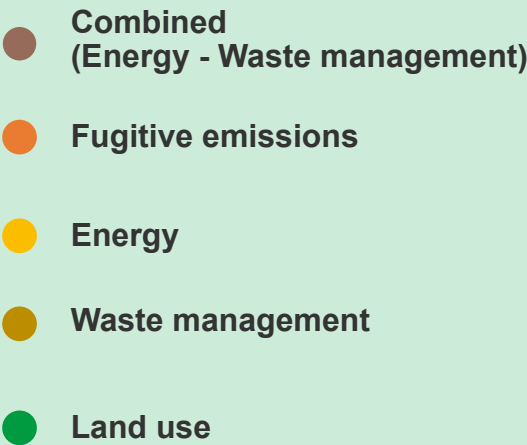 Combined
(Energy - Waste management)
Fugitive emissions
Energy
Waste management
Land use